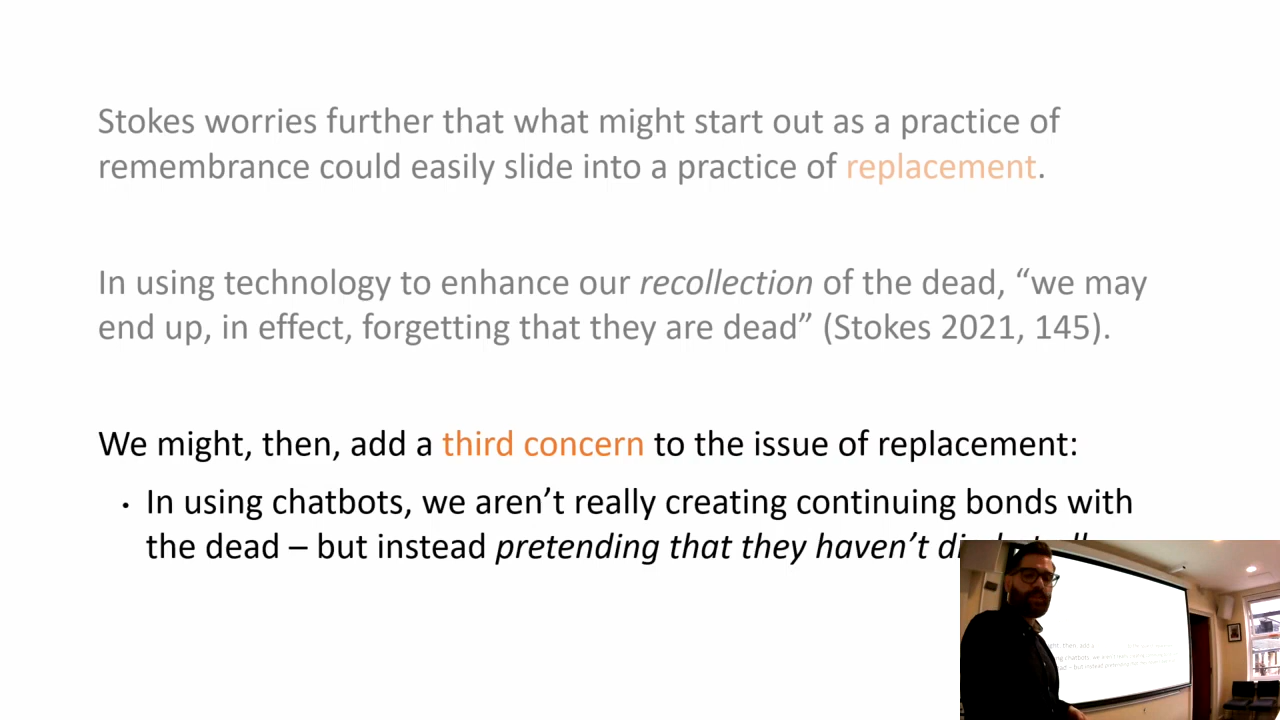 Stokes worries further that what might start out as a practice of
remembrance could easily slide into a practice of replacement.
In using technology to enhance our recollection of the dead, “we may
end up, in effect, forgetting that they are dead” (Stokes 2021, 145).
We might, then, add a third concern to the issue of replacement:
• In using chatbots, we aren’t really creating continuing bonds with
the dead – but instead pretending that they haven’t